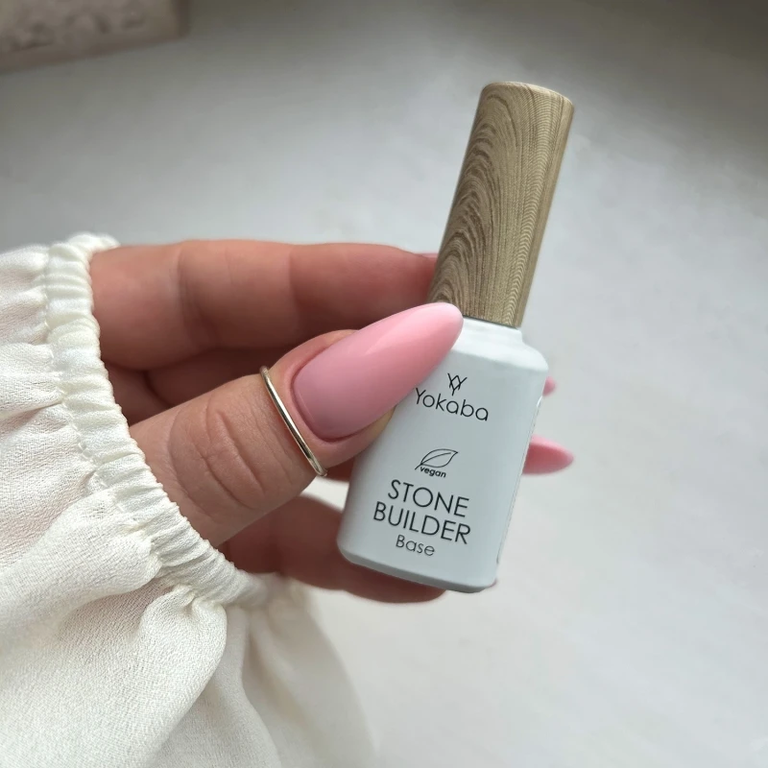 Yokaba
vegan
STONE
BUILDER
Base